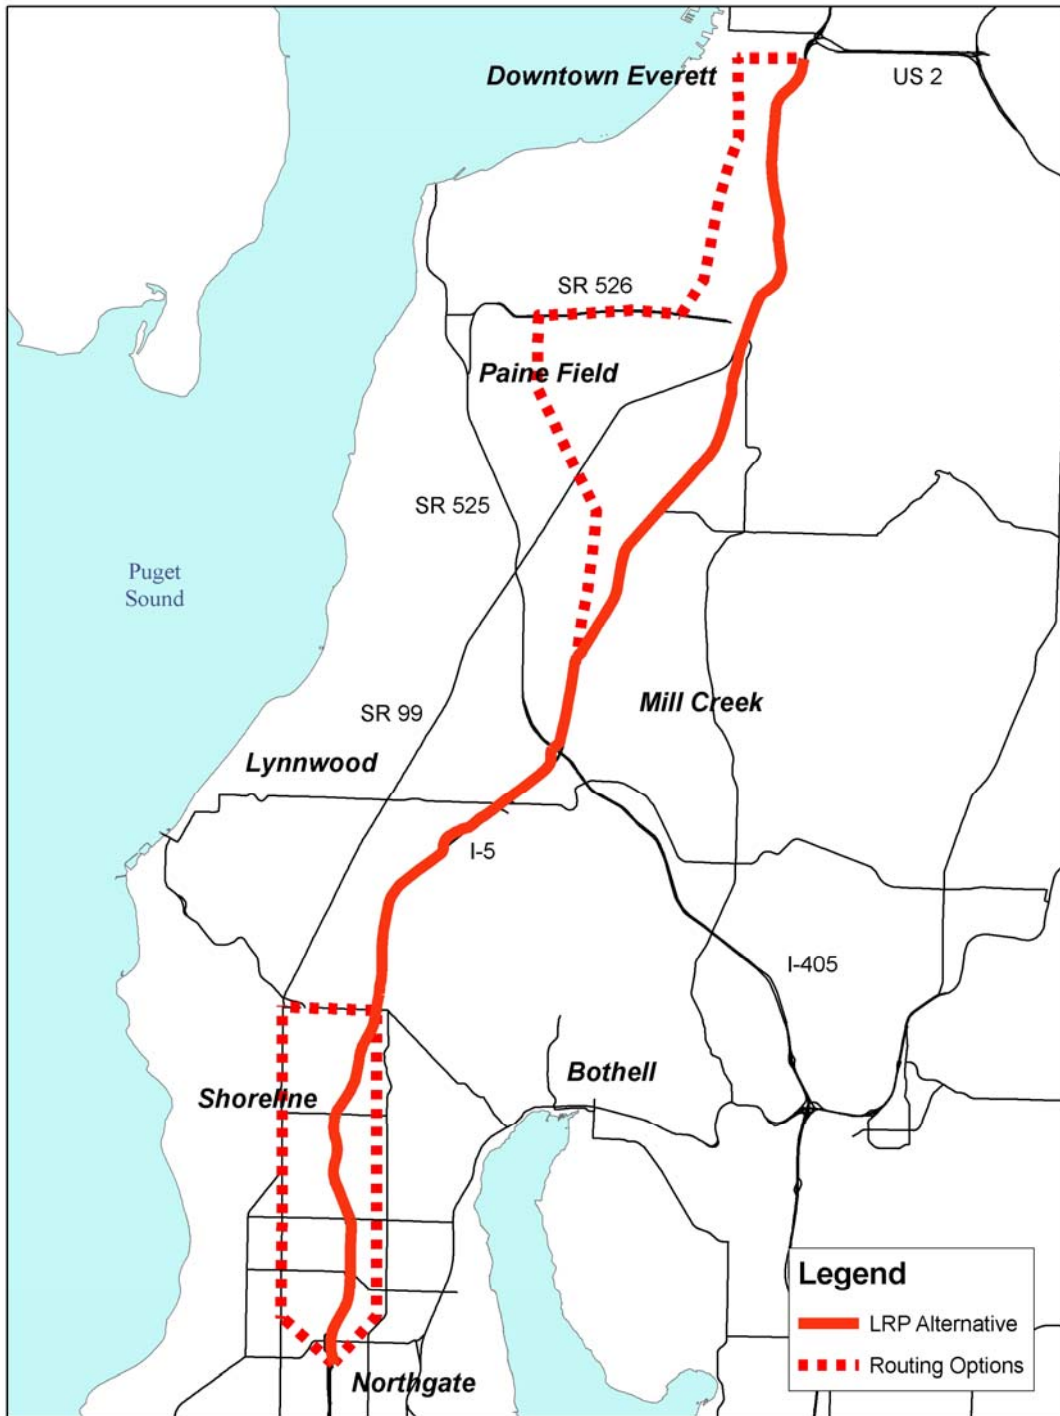 Downtown Everett
US 2
SR 526
Paine Field
SR 525
Puget
Sound
Mill Creek
SR 99
Lynnwood
I-5
I-405
Bothell
Shoreline
Legend
LRP Alternative
Routing Options
Northgate